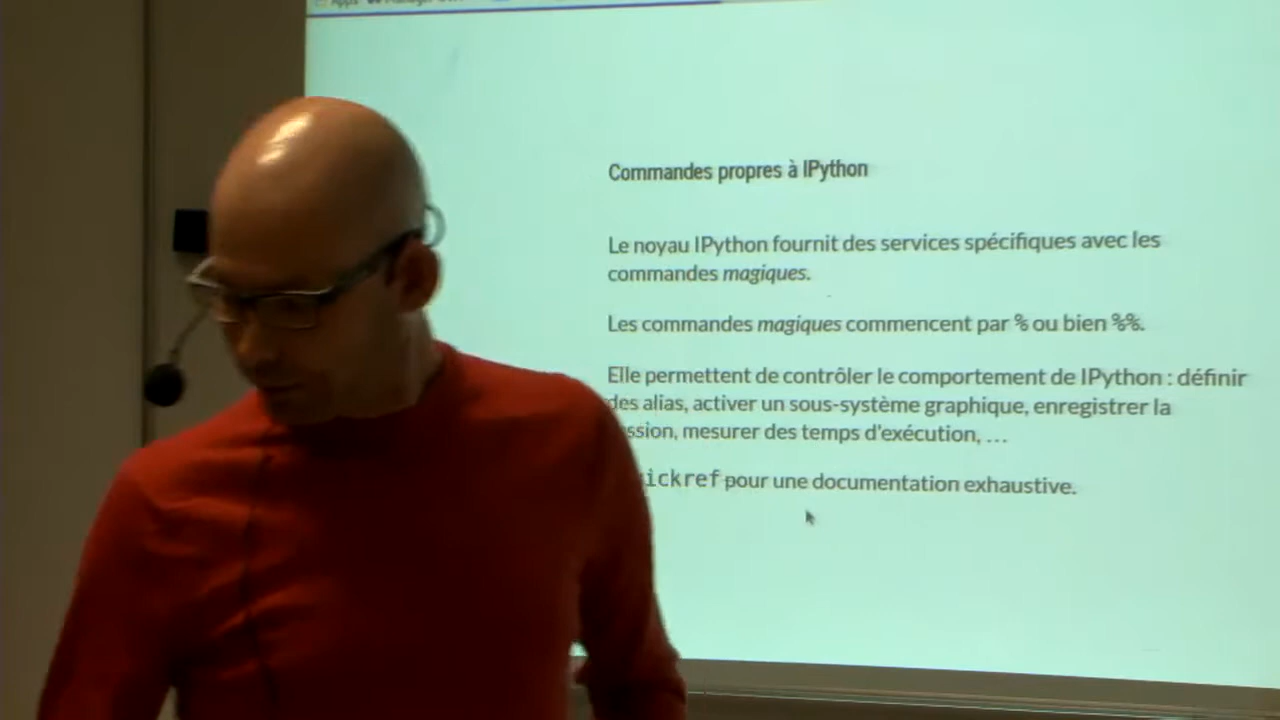 Apps
Commandes propres à IPython
Le noyau IPython fournit des services spécifiques avec les
commandes magiques.
Les commandes magiques commencent par % ou bien %%.
Elle permettent de contrôler le comportement de IPython : définir
des alias, activer un sous-système graphique, enregistrer la
ssion, mesurer des temps d'exécution, …
ickref pour une documentation exhaustive.